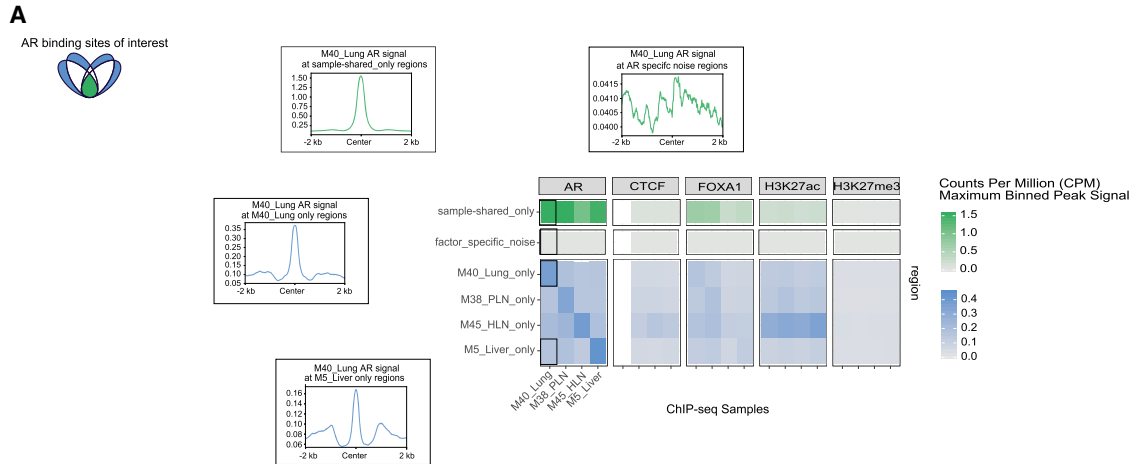 A
AR binding sites of interest
M40_Lung AR signal
at sample-shared_only regions
1.50
1.25
1.00
0.75
0.50
0.25
-2 kb Center 2 kb
M40_Lung AR signal
at AR specifc noise regions
0.0415
0.0410
0.0405
0.0400
-2 kb Center 2 kb
M40_Lung AR signal
at M40_Lung only regions
0.35
0.30
0.25
0.20
0.15
0.10
0.05
-2 kb Center 2 kb
M40_Lung AR signal
at M5_Liver only regions
0.16
0.14
0.12
0.10
0.08
0.06
-2 kb Center 2 kb
AR CTCF FOXA1 H3K27ac H3K27me3
sample-shared_only
factor_specific_noise
M40_Lung_only
M38_PLN_only
M45_HLN_only
M5_Liver_only
M40_Lung
M38_PLN
M45_HLN
M5_Liver
ChIP-seq Samples
region
Counts Per Million (CPM)
Maximum Binned Peak Signal
1.5
1.0
0.5
0.0
0.4
0.3
0.2
0.1
0.0